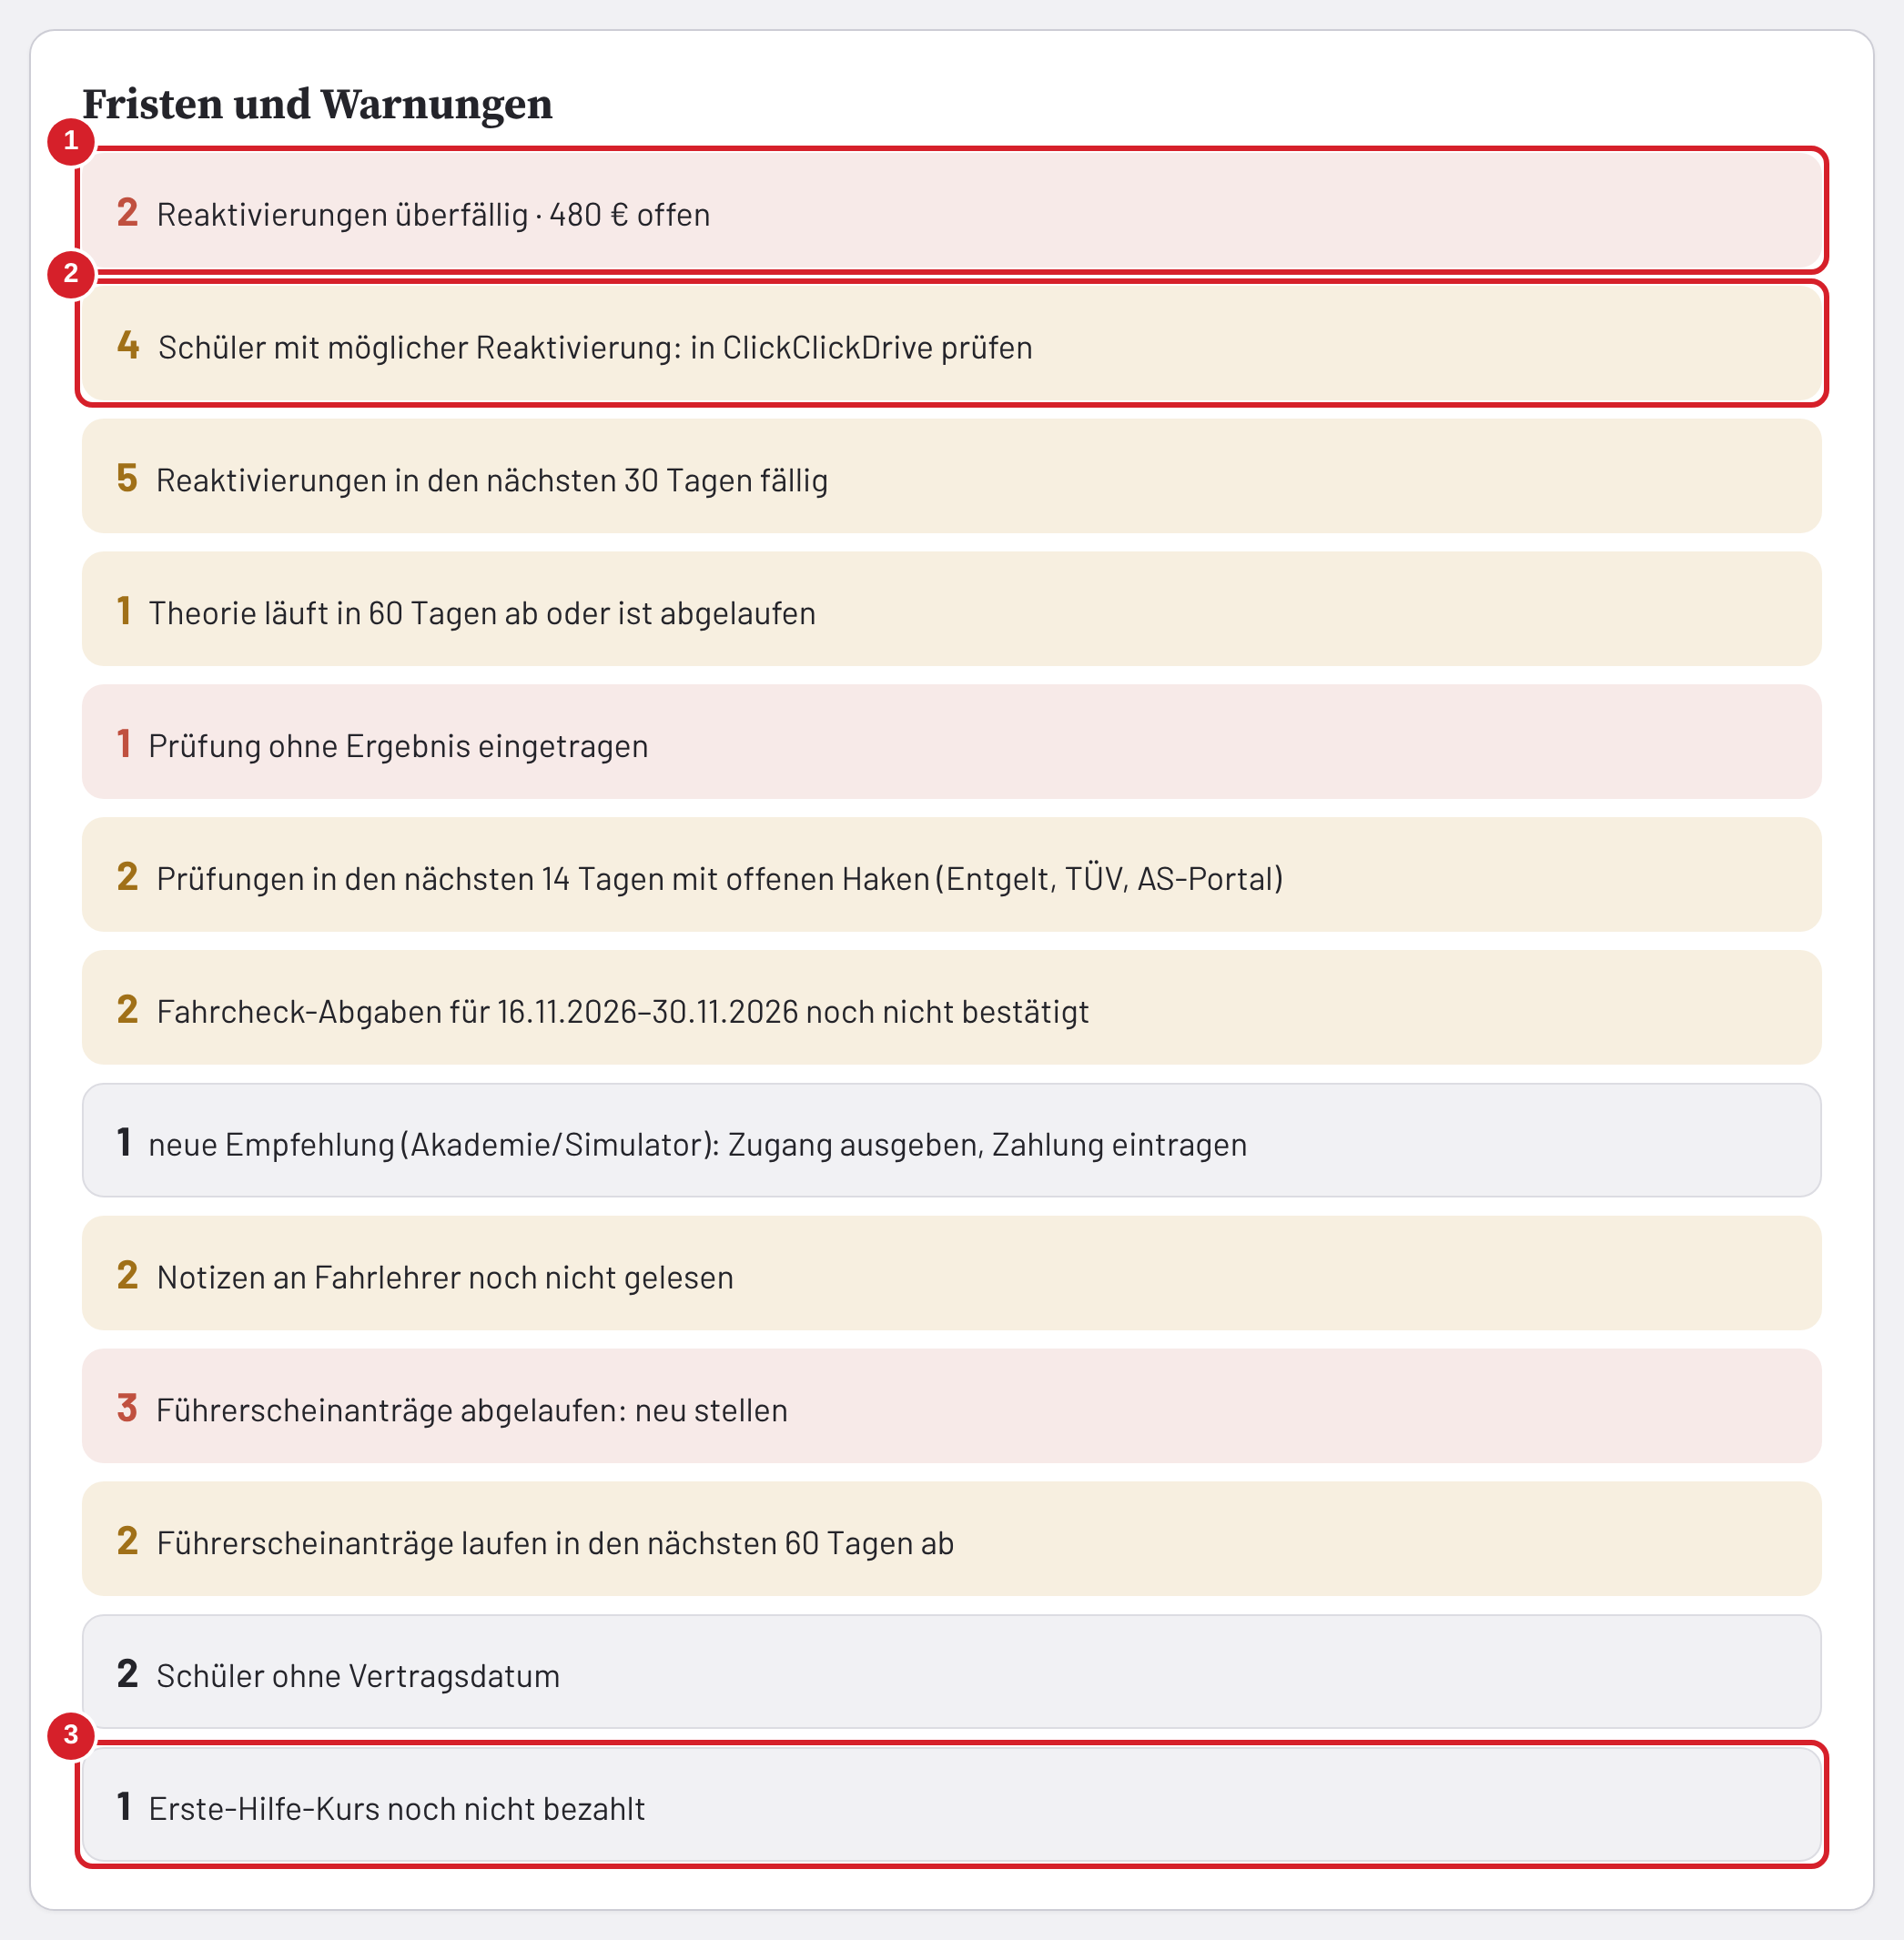 Fristen und Warnungen
1
2 Reaktivierungen überfällig · 480 € offen
2
4 Schüler mit möglicher Reaktivierung: in ClickClickDrive prüfen
5 Reaktivierungen in den nächsten 30 Tagen fällig
1 Theorie läuft in 60 Tagen ab oder ist abgelaufen
1 Prüfung ohne Ergebnis eingetragen
2 Prüfungen in den nächsten 14 Tagen mit offenen Haken (Entgelt, TÜV, AS-Portal)
2 Fahrcheck-Abgaben für 16.11.2026–30.11.2026 noch nicht bestätigt
1 neue Empfehlung (Akademie/Simulator): Zugang ausgeben, Zahlung eintragen
2 Notizen an Fahrlehrer noch nicht gelesen
3 Führerscheinanträge abgelaufen: neu stellen
2 Führerscheinanträge laufen in den nächsten 60 Tagen ab
2 Schüler ohne Vertragsdatum
3
1 Erste-Hilfe-Kurs noch nicht bezahlt